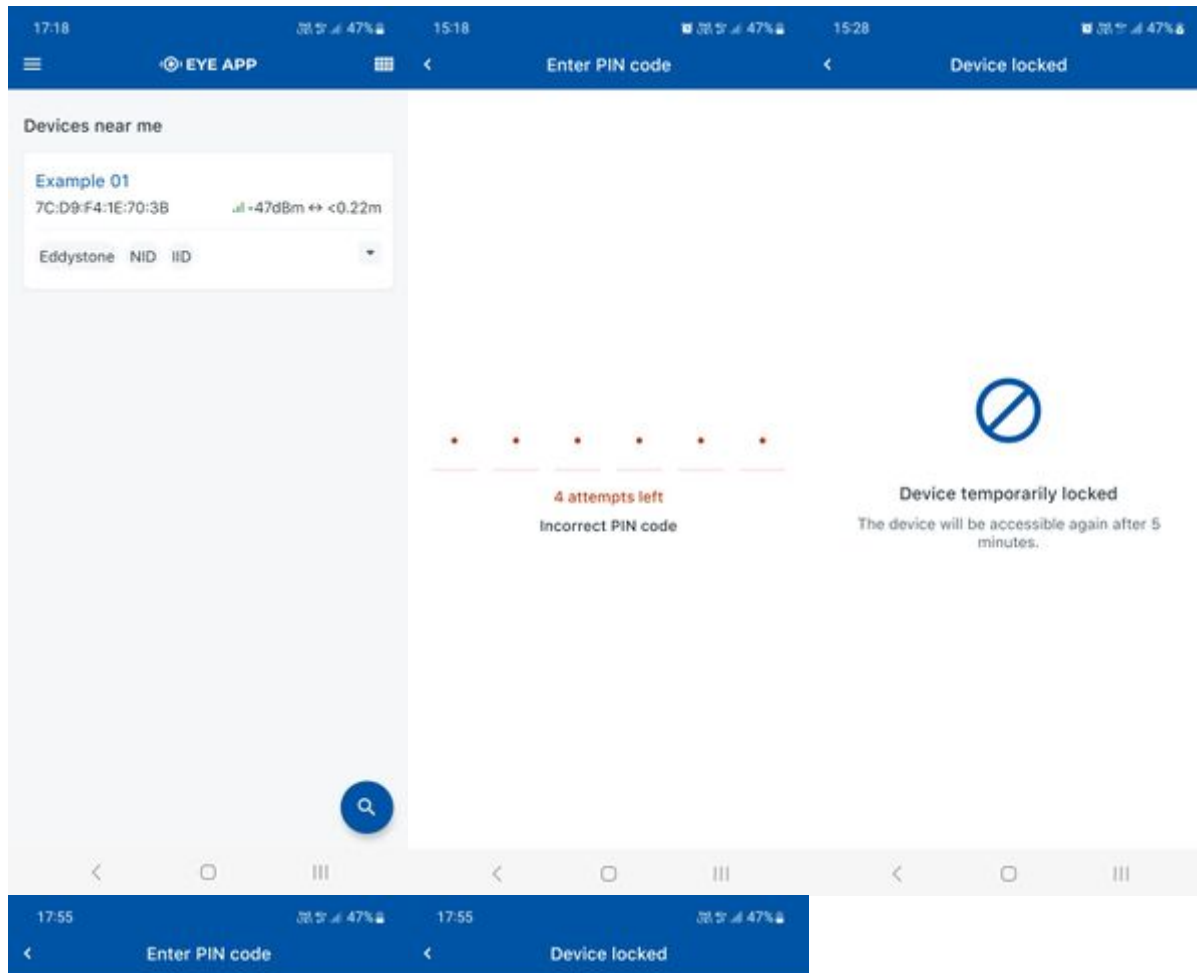 17:18
47%
EYE APP
Devices near me
Example 01
7C:D9:F4:1E:70:3B
-47dBm ↔ <0.22m
Eddystone NID IID
15:18
47%
Enter PIN code
4 attempts left
Incorrect PIN code
15:28
47%
Device locked
Device temporarily locked
The device will be accessible again after 5
minutes.
17:55
47%
Enter PIN code
17:55
47%
Device locked